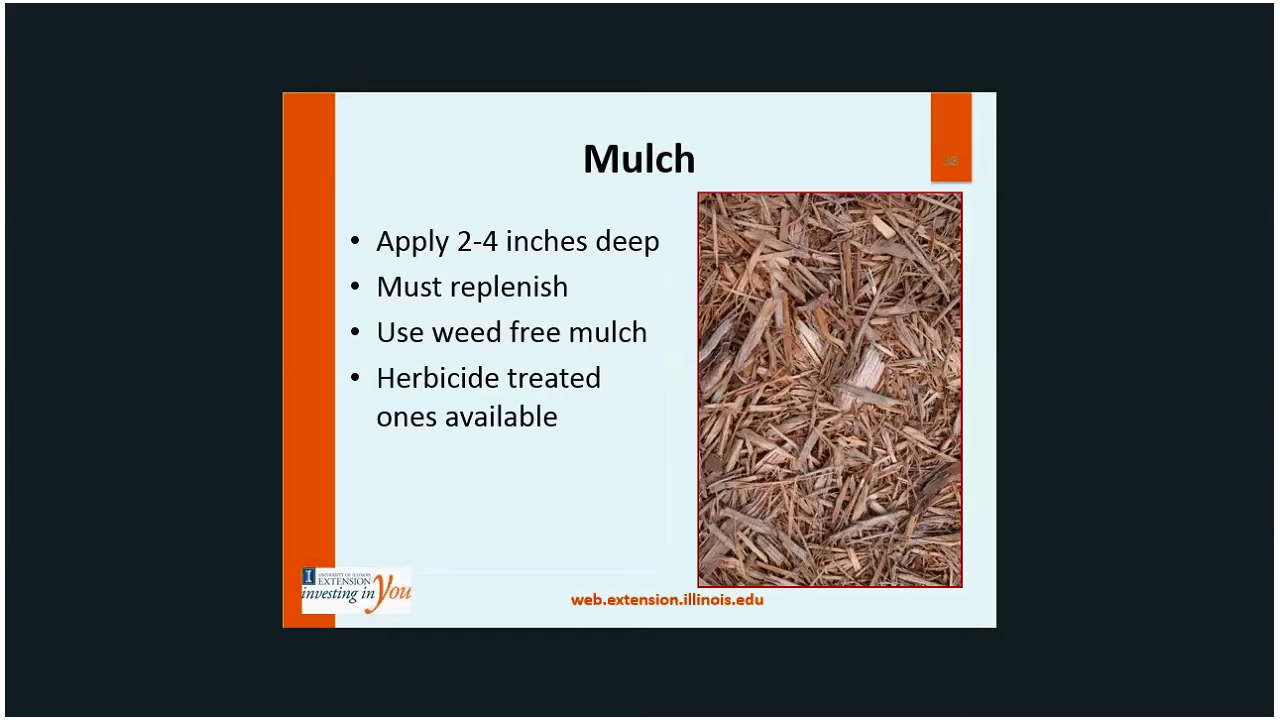 Mulch
• Apply 2-4 inches deep
• Must replenish
• Use weed free mulch
• Herbicide treated
ones available
UNIVERSITY OF ILLINOIS
EXTENSION
investing in You
web.extension.illinois.edu